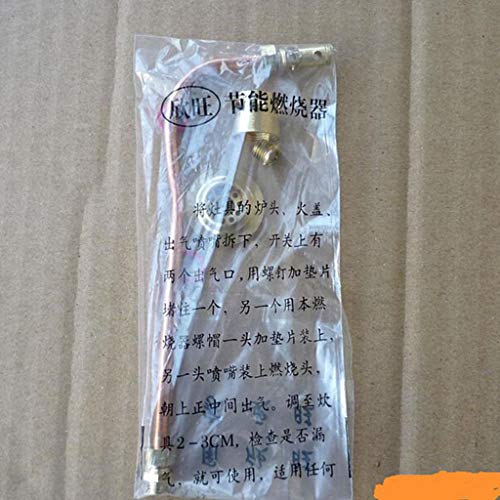 欣旺 节能燃烧器
将灶具的炉头、火盖、
出气喷嘴拆下，开关上有
两个出气口，用螺钉加垫片
堵住一个，另一个用本燃
烧器螺帽一头加垫片装上，
另一头喷嘴装上燃烧头，
朝上正中间出气。调至炊
具2-3CM，检查是否漏
气，就可使用，适用任何